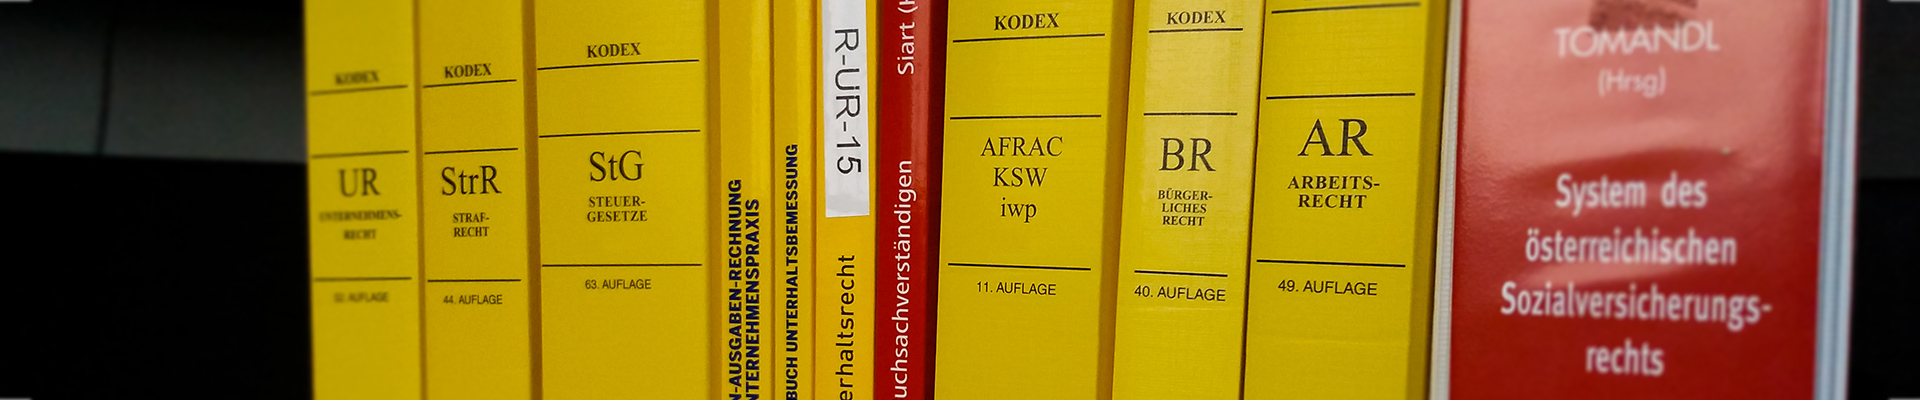 KODEX
UR
UNTERNEHMENS-
RECHT
AUFLAGE
KODEX
StrR
STRAF-
RECHT
44. AUFLAGE
KODEX
StG
STEUER-
GESETZE
63. AUFLAGE
N-AUSGABEN-RECHNUNG
NTERNEHMENSPRAXIS
BUCH UNTERHALTSBEMESSUNG
R-UR-15
erhaltsrecht
Siart (H
uchsachverständigen
KODEX
AFRAC
KSW
iwp
11. AUFLAGE
KODEX
BR
BÜRGER-
LICHES
RECHT
40. AUFLAGE
AR
ARBEITS-
RECHT
49. AUFLAGE
TOMANDL
(Hrsg)
System des
österreichischen
Sozialversicherungs-
rechts